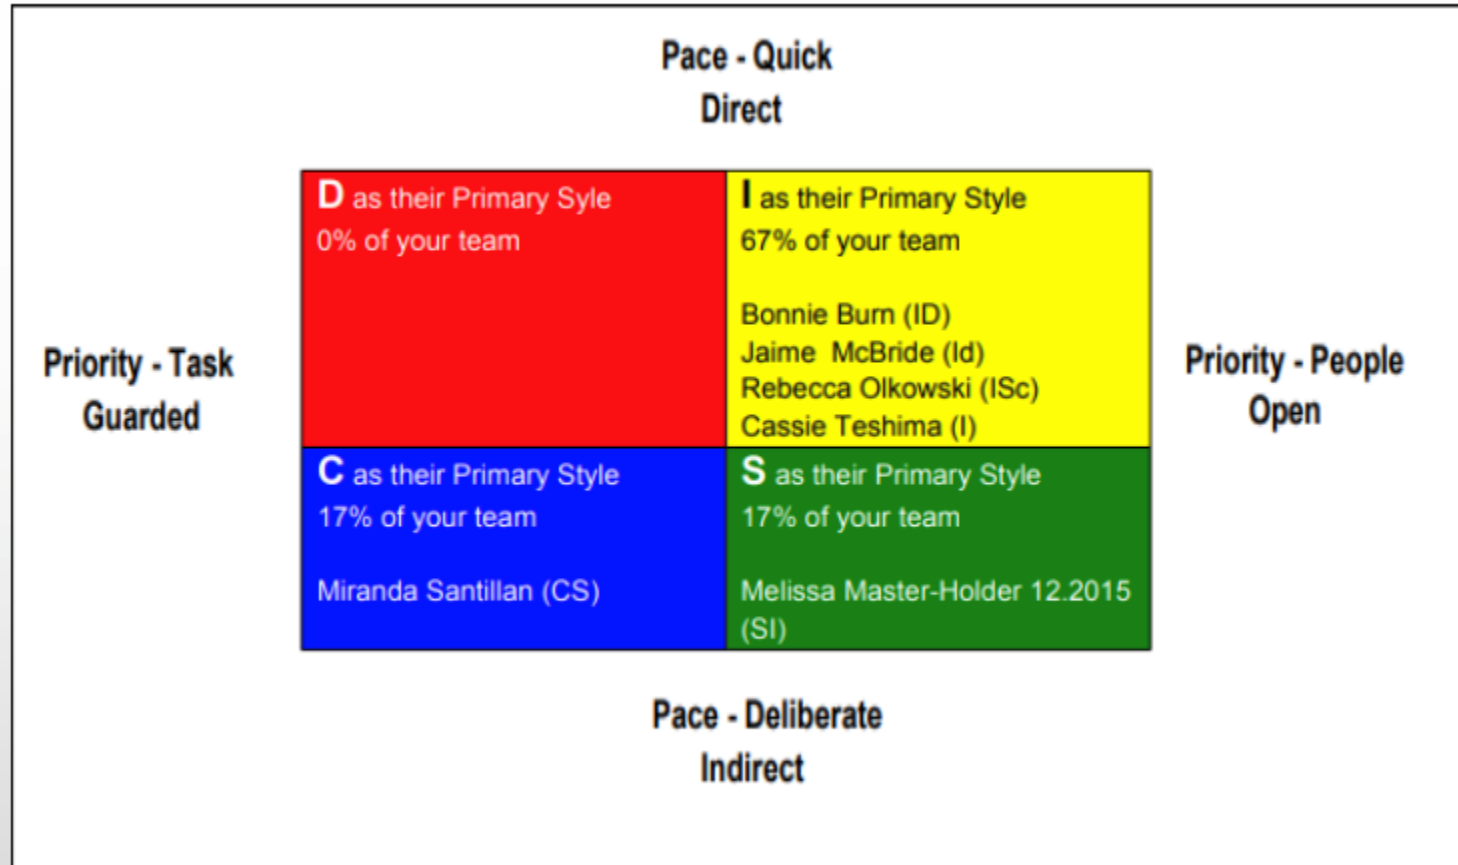 Pace - Quick
Direct
D as their Primary Syle
0% of your team
I as their Primary Style
67% of your team
Bonnie Burn (ID)
Jaime McBride (Id)
Rebecca Olkowski (ISc)
Cassie Teshima (I)
Priority - Task
Guarded
Priority - People
Open
C as their Primary Style
17% of your team
Miranda Santillan (CS)
S as their Primary Style
17% of your team
Melissa Master-Holder 12.2015
(SI)
Pace - Deliberate
Indirect